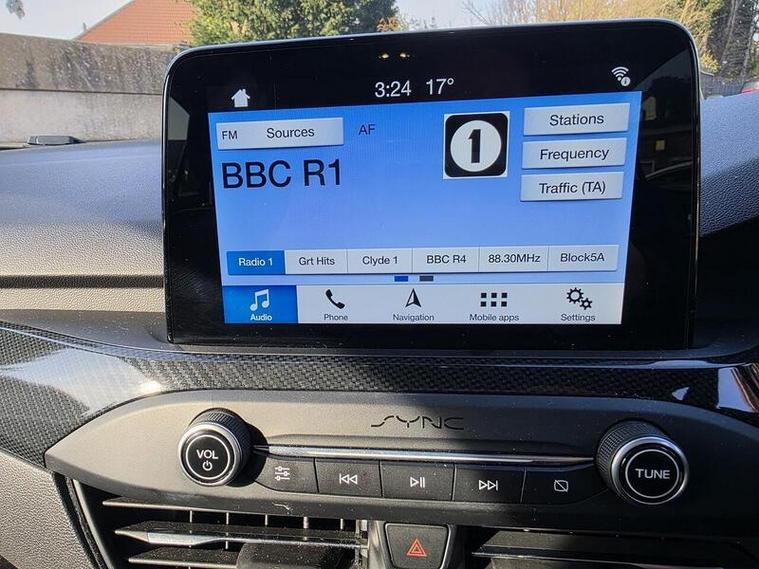 3:24 17°
FM Sources
AF
1
Stations
BBC R1
Frequency
Traffic (TA)
Radio 1
Grt Hits
Clyde 1
BBC R4
88.30MHz
Block5A
Audio
Phone
Navigation
Mobile apps
Settings
SYNC
VOL
TUNE